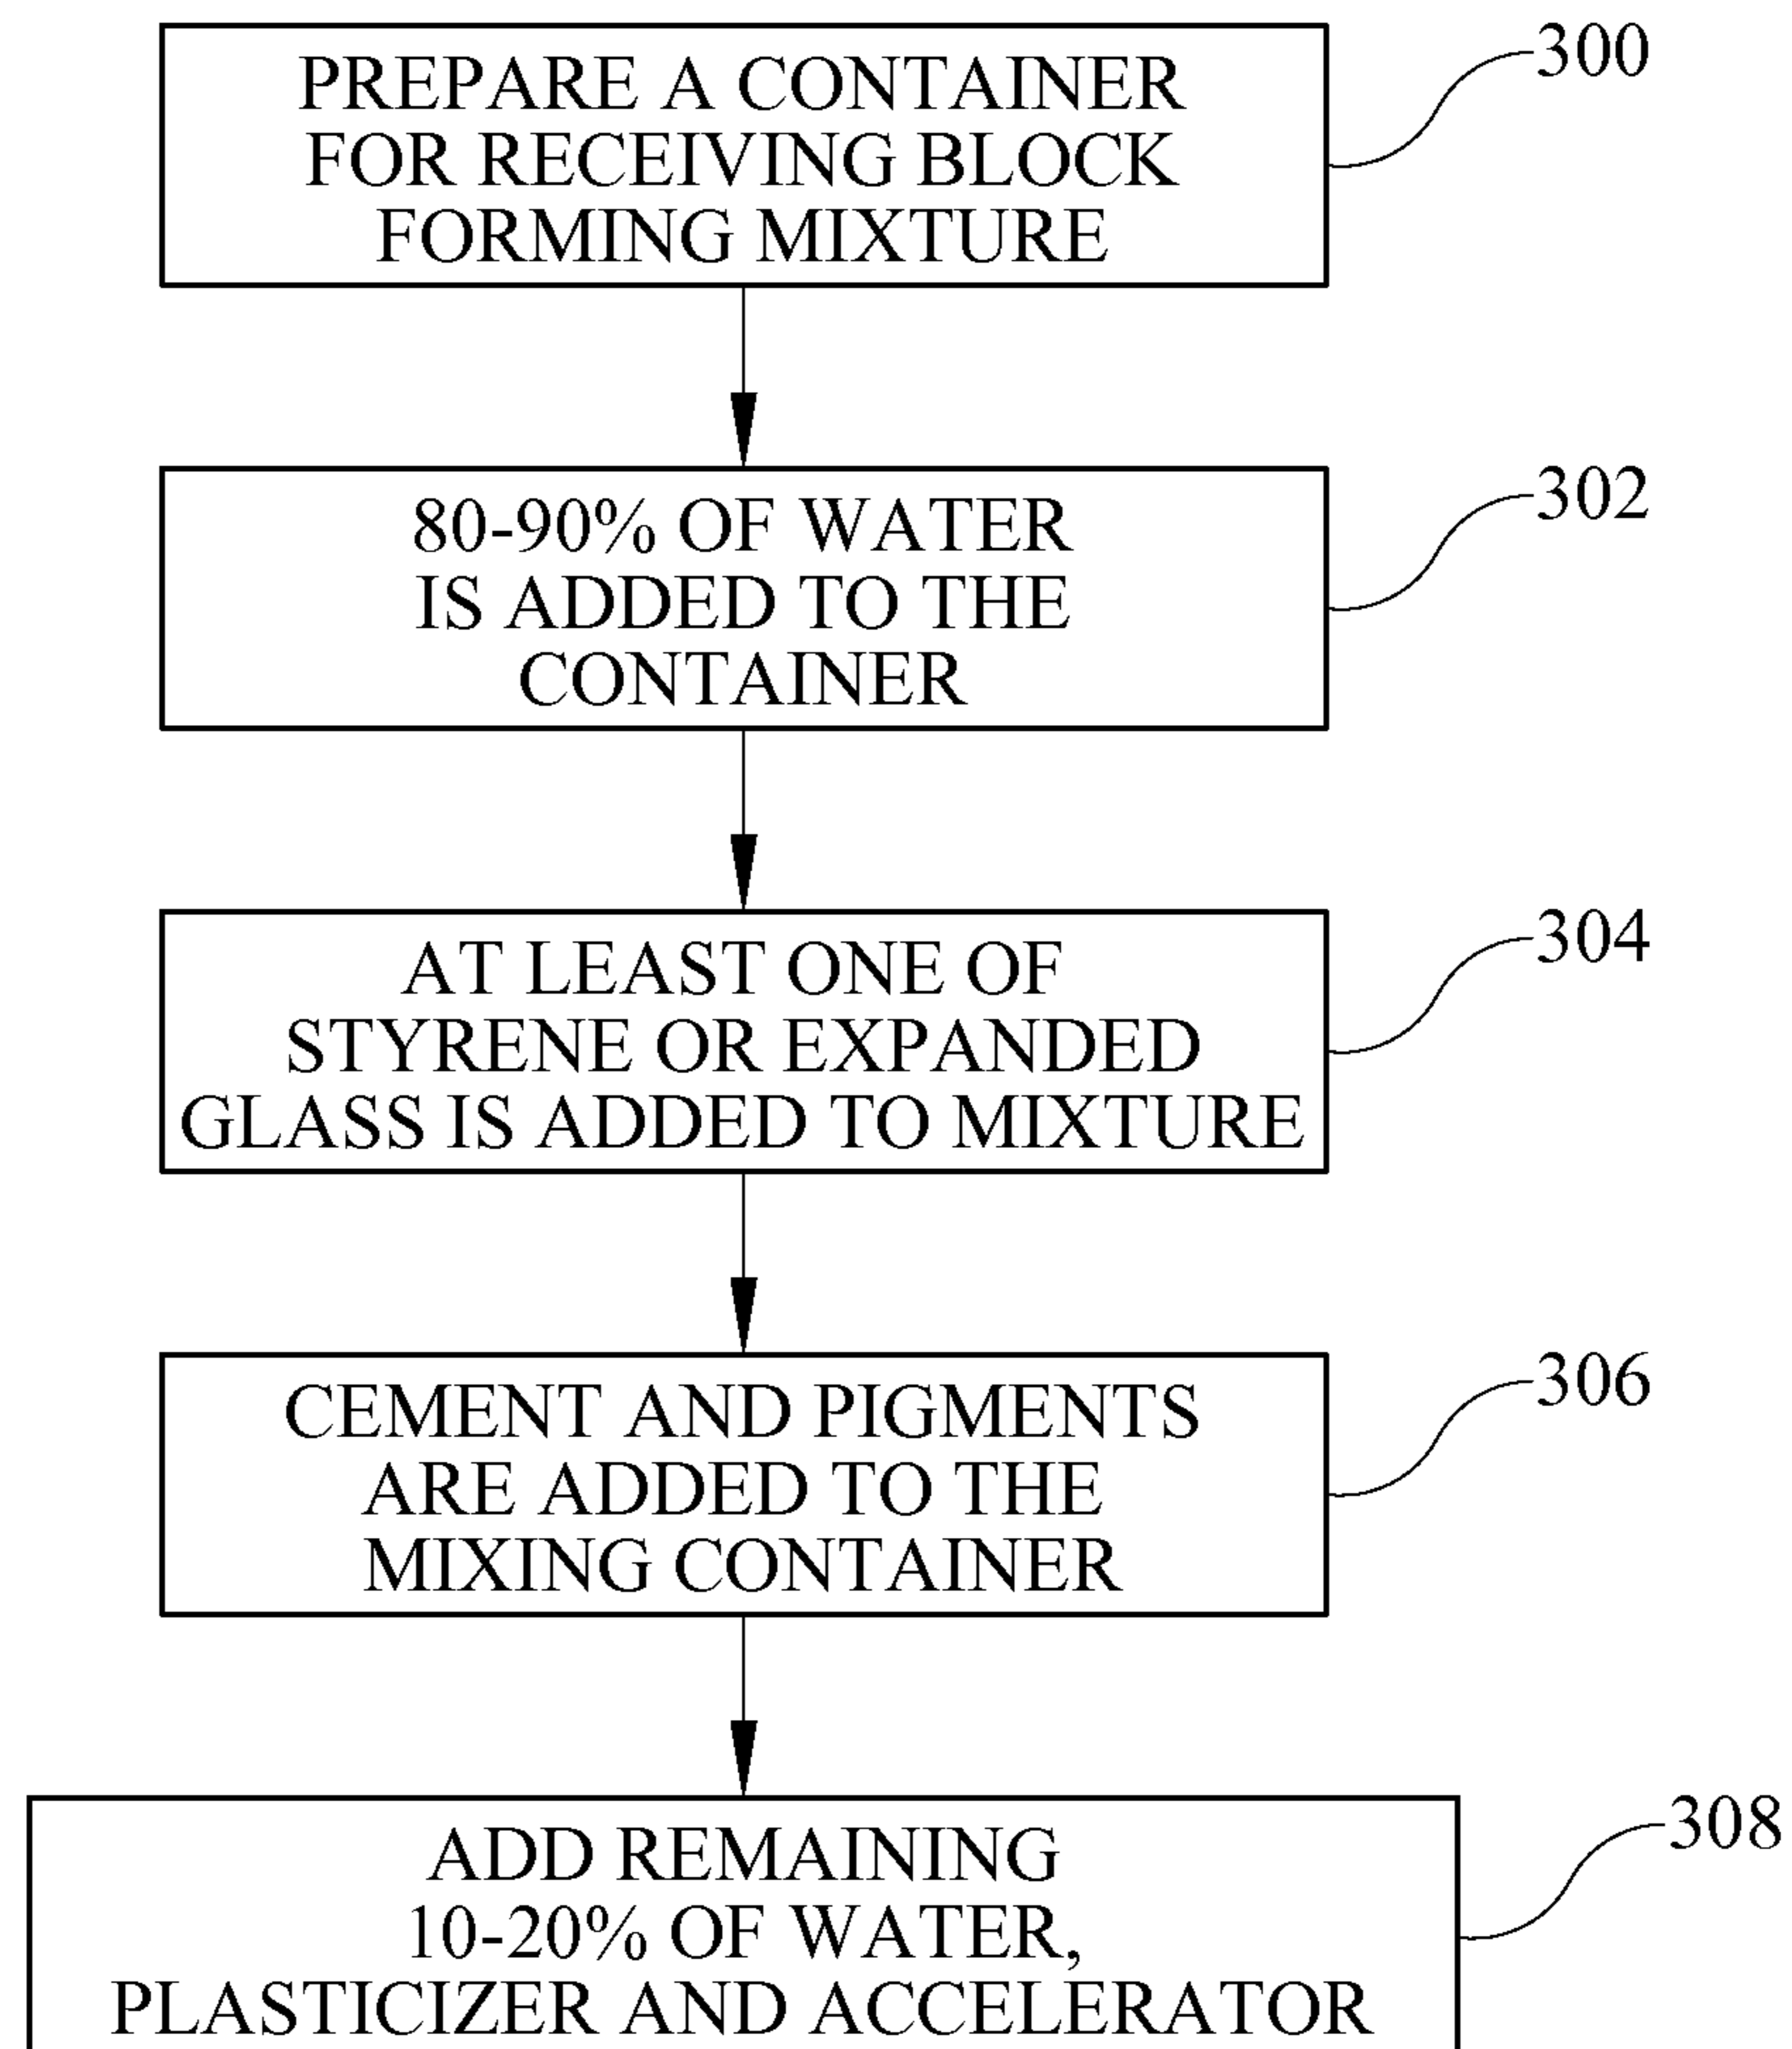 PREPARE A CONTAINER
FOR RECEIVING BLOCK
FORMING MIXTURE
300
80-90% OF WATER
IS ADDED TO THE
CONTAINER
302
AT LEAST ONE OF
STYRENE OR EXPANDED
GLASS IS ADDED TO MIXTURE
304
CEMENT AND PIGMENTS
ARE ADDED TO THE
MIXING CONTAINER
306
ADD REMAINING
10-20% OF WATER,
PLASTICIZER AND ACCELERATOR
308